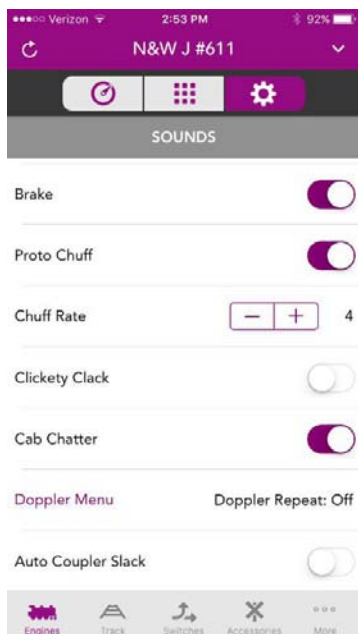 Verizon 2:53 PM 92%
N&W J #611
SOUNDS
Brake
Proto Chuff
Chuff Rate − + 4
Clickety Clack
Cab Chatter
Doppler Menu Doppler Repeat: Off
Auto Coupler Slack
Engines Track Switches Accessories More